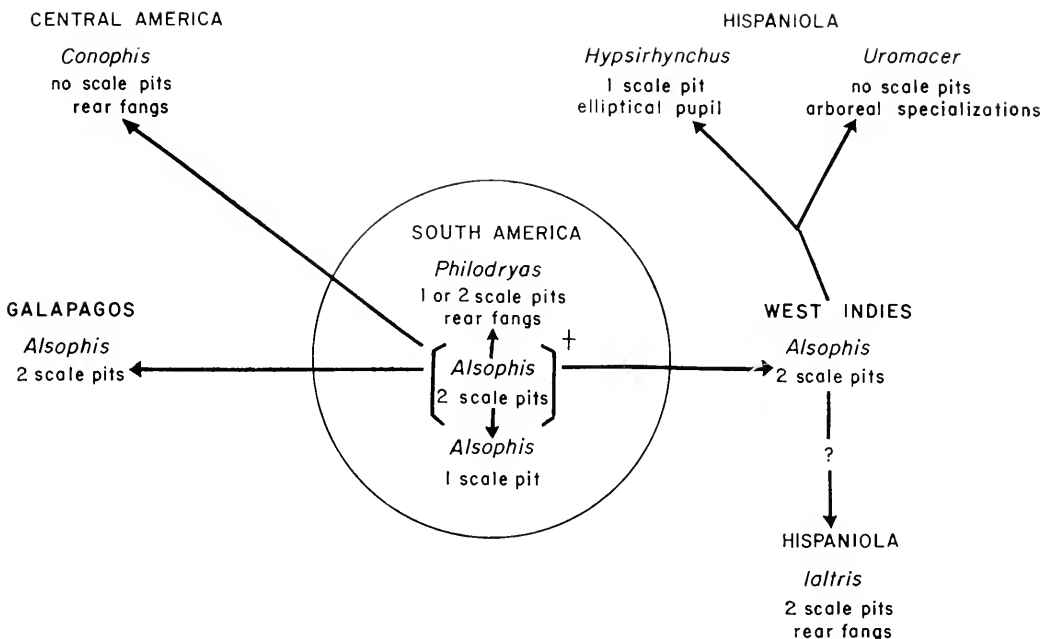 CENTRAL AMERICA
Conophis
no scale pits
rear fangs
HISPANIOLA
Hypsirhynchus
1 scale pit
elliptical pupil
Uromacer
no scale pits
arboreal specializations
SOUTH AMERICA
Philodryas
1 or 2 scale pits
rear fangs
Alsophis
2 scale pits
Alsophis
1 scale pit
GALAPAGOS
Alsophis
2 scale pits
WEST INDIES
Alsophis
2 scale pits
?
HISPANIOLA
Ialtris
2 scale pits
rear fangs